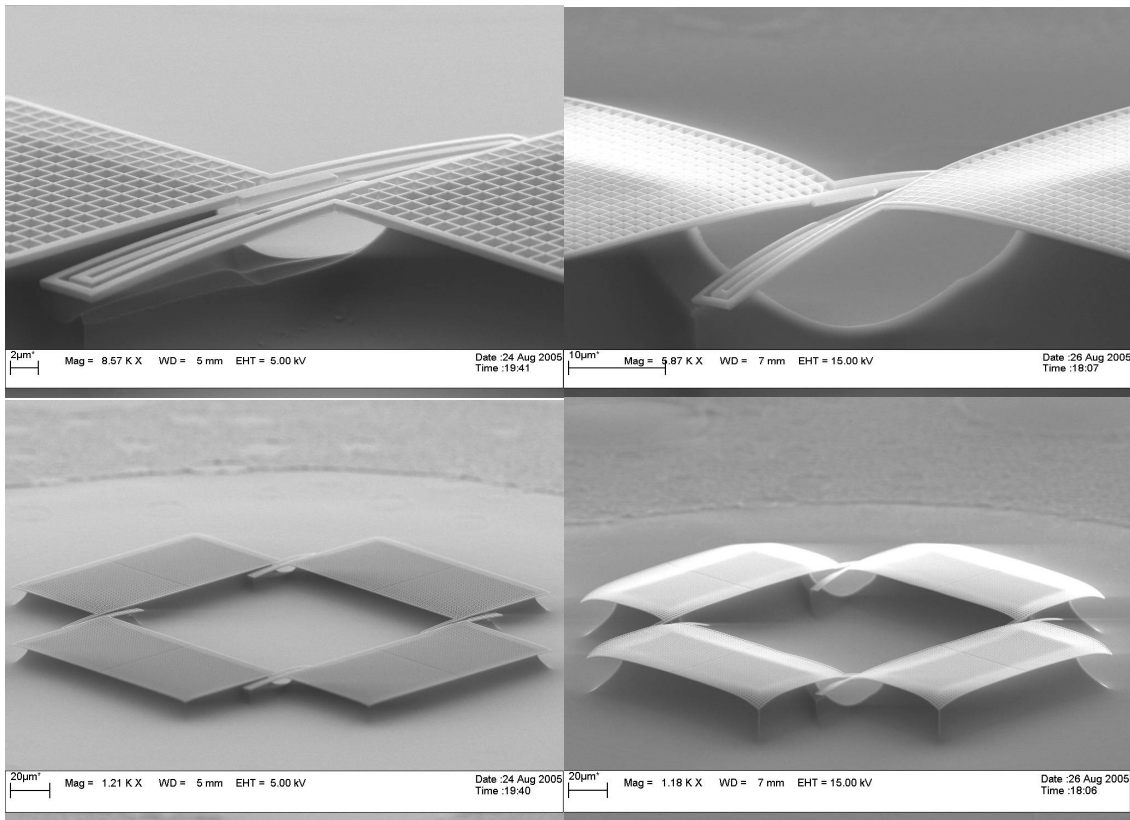 2µm*
Mag = 8.57 K X WD = 5 mm EHT = 5.00 kV
Date :24 Aug 2005
Time :19:41
10µm*
Mag = 5.87 K X WD = 7 mm EHT = 15.00 kV
Date :26 Aug 2005
Time :18:07
20µm*
Mag = 1.21 K X WD = 5 mm EHT = 5.00 kV
Date :24 Aug 2005
Time :19:40
20µm*
Mag = 1.18 K X WD = 7 mm EHT = 15.00 kV
Date :26 Aug 2005
Time :18:06